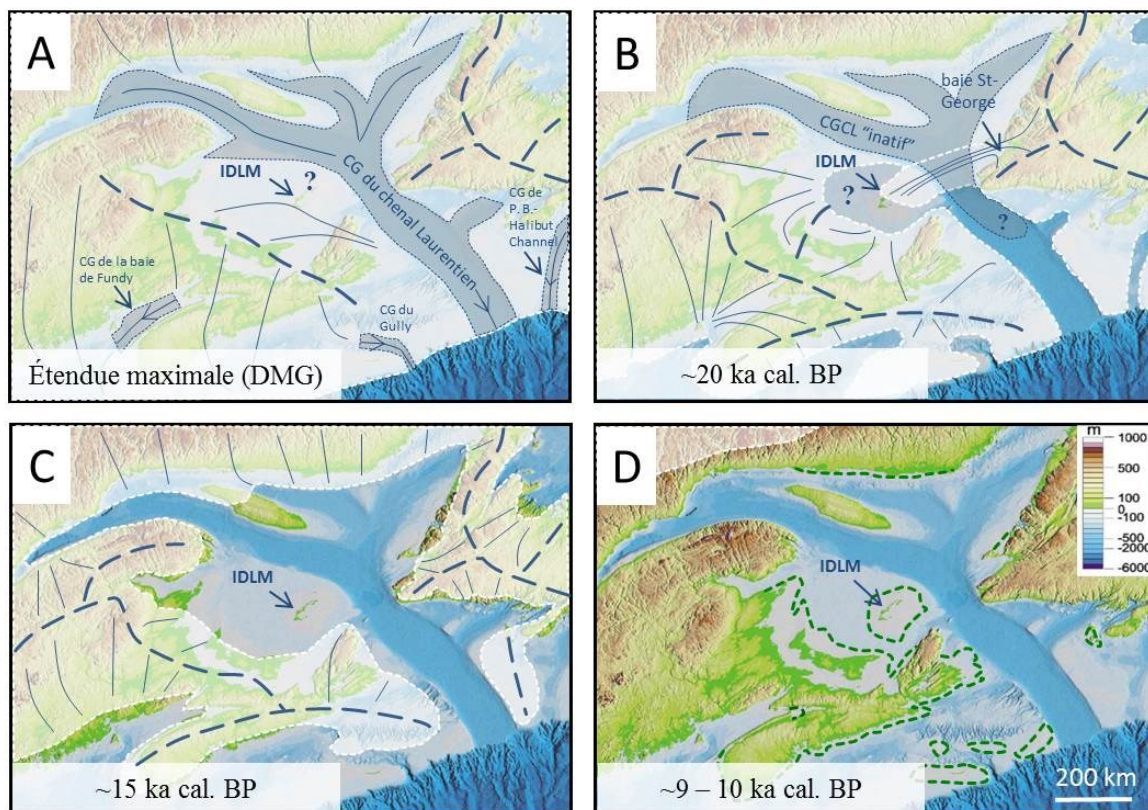 A
IDLM
?
CG du chenal Laurentien
CG de
P. B.-
Halibut
Channel
CG de la baie
de Fundy
CG du
Gully
Étendue maximale (DMG)
B
baié St-
George
CGCL "inatif"
IDLM
?
?
~20 ka cal. BP
C
IDLM
~15 ka cal. BP
D
m
1000
500
100
0
-100
-500
-2000
-6000
IDLM
~9 – 10 ka cal. BP
200 km